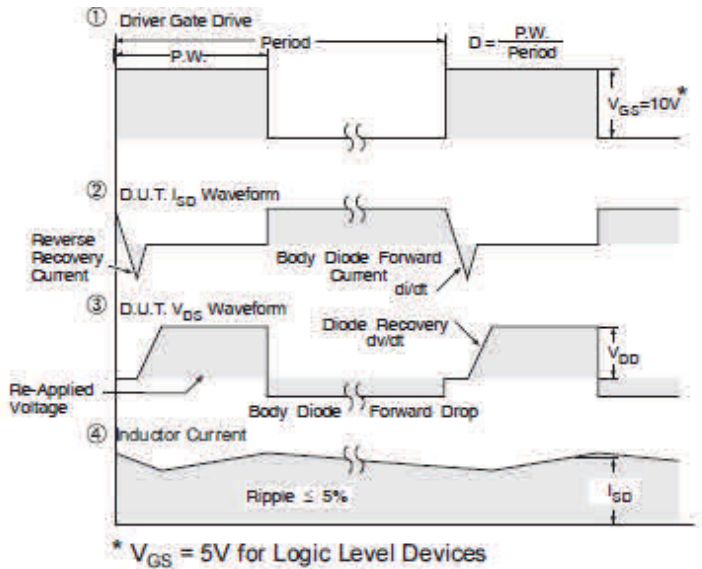 ① Driver Gate Drive
P.W.
Period
D = P.W.
Period
VGS=10V*
② D.U.T. ISD Waveform
Reverse
Recovery
Current
Body Diode Forward
Current
di/dt
③ D.U.T. VDS Waveform
Diode Recovery
dv/dt
VDD
Re-Applied
Voltage
Body Diode Forward Drop
④ Inductor Current
Ripple ≤ 5%
ISD
* VGS = 5V for Logic Level Devices